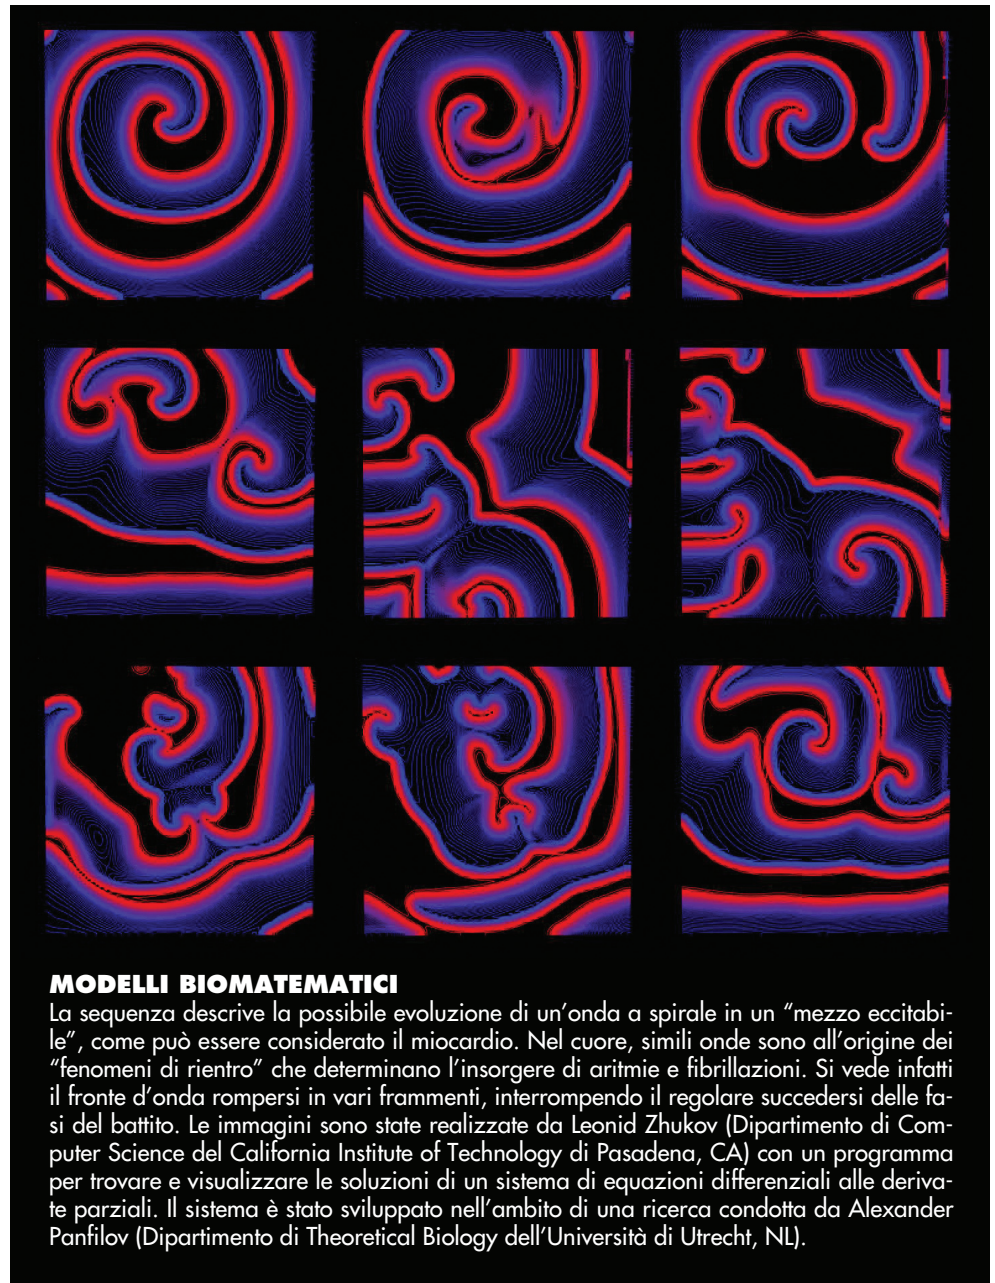 MODELLI BIOMATEMATICI
La sequenza descrive la possibile evoluzione di un’onda a spirale in un “mezzo eccitabi-
le”, come può essere considerato il miocardio. Nel cuore, simili onde sono all’origine dei
“fenomeni di rientro” che determinano l’insorgere di aritmie e fibrillazioni. Si vede infatti
il fronte d’onda rompersi in vari frammenti, interrompendo il regolare succedersi delle fa-
si del battito. Le immagini sono state realizzate da Leonid Zhukov (Dipartimento di Com-
puter Science del California Institute of Technology di Pasadena, CA) con un programma
per trovare e visualizzare le soluzioni di un sistema di equazioni differenziali alle deriva-
te parziali. Il sistema è stato sviluppato nell’ambito di una ricerca condotta da Alexander
Panfilov (Dipartimento di Theoretical Biology dell’Università di Utrecht, NL).